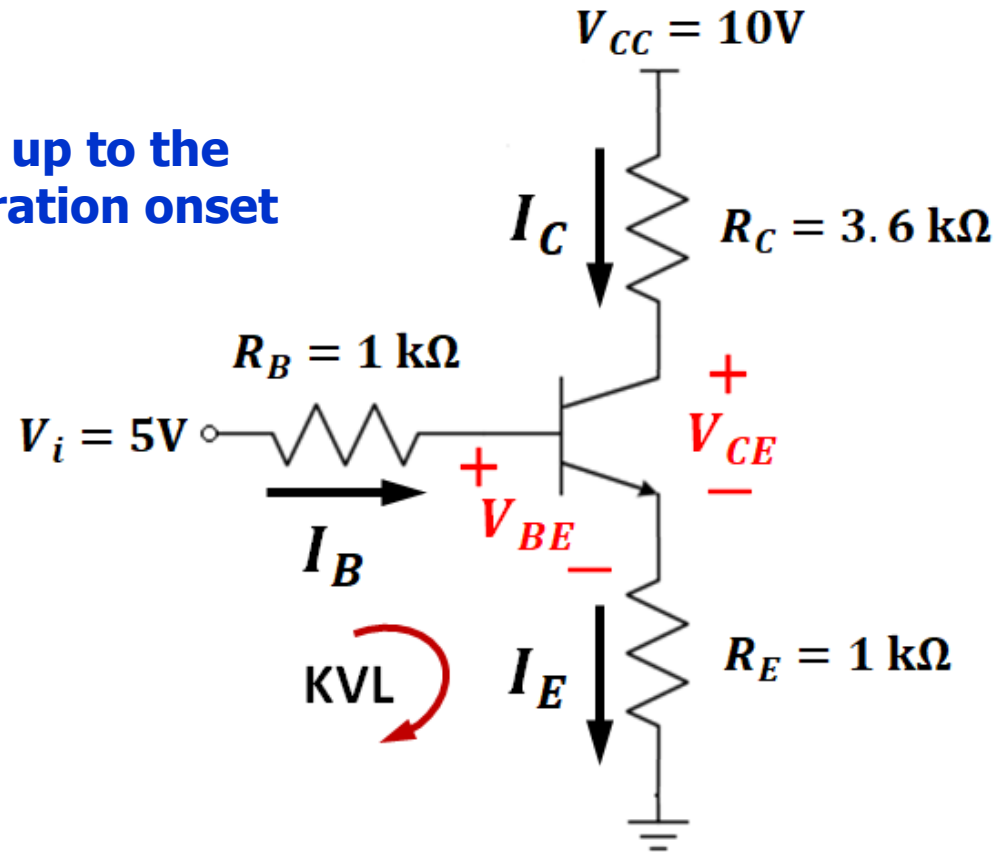 V_CC = 10V
up to the
ration onset
I_C
R_C = 3.6 kΩ
R_B = 1 kΩ
V_i = 5V
+
V_CE
−
+
V_BE
−
I_B
KVL
I_E
R_E = 1 kΩ